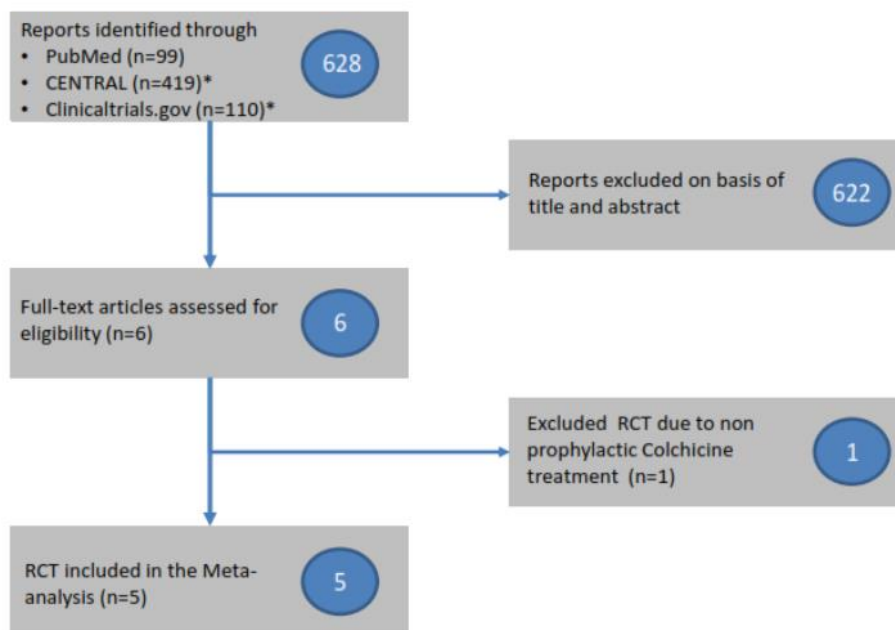 Reports identified through
• PubMed (n=99)
• CENTRAL (n=419)*
• Clinicaltrials.gov (n=110)*
628
Reports excluded on basis of
title and abstract
622
Full-text articles assessed for
eligibility (n=6)
6
Excluded RCT due to non
prophylactic Colchicine
treatment (n=1)
1
RCT included in the Meta-
analysis (n=5)
5